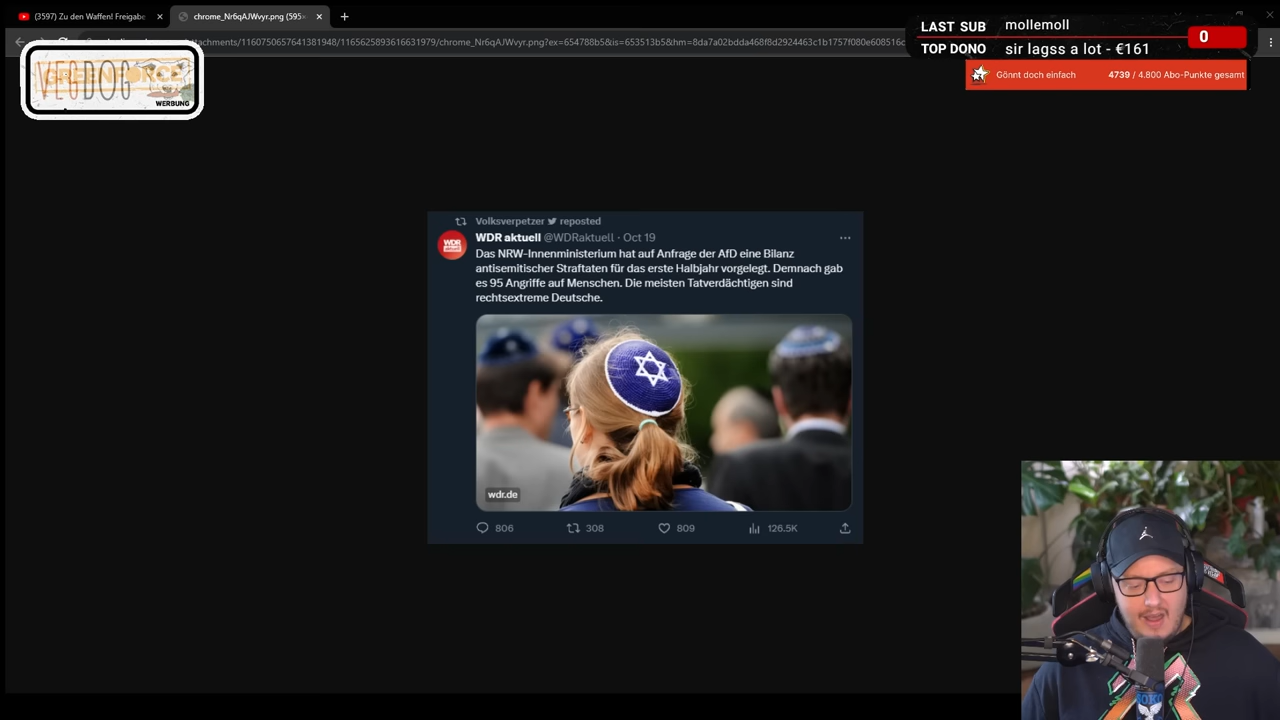 (3597) Zu den Waffen! Freigabe
chrome_Nr6qAJWvyr.png (595×
LAST SUB mollemoll
TOP DONO sir lagss a lot - €161
0
Gönnt doch einfach 4739 / 4.800 Abo-Punkte gesamt
VEGDOG
WERBUNG
Volksverpetzer reposted
WDR aktuell @WDRaktuell · Oct 19
Das NRW-Innenministerium hat auf Anfrage der AfD eine Bilanz
antisemitischer Straftaten für das erste Halbjahr vorgelegt. Demnach gab
es 95 Angriffe auf Menschen. Die meisten Tatverdächtigen sind
rechtsextreme Deutsche.
WDR
wdr.de
806 308 809 126.5K